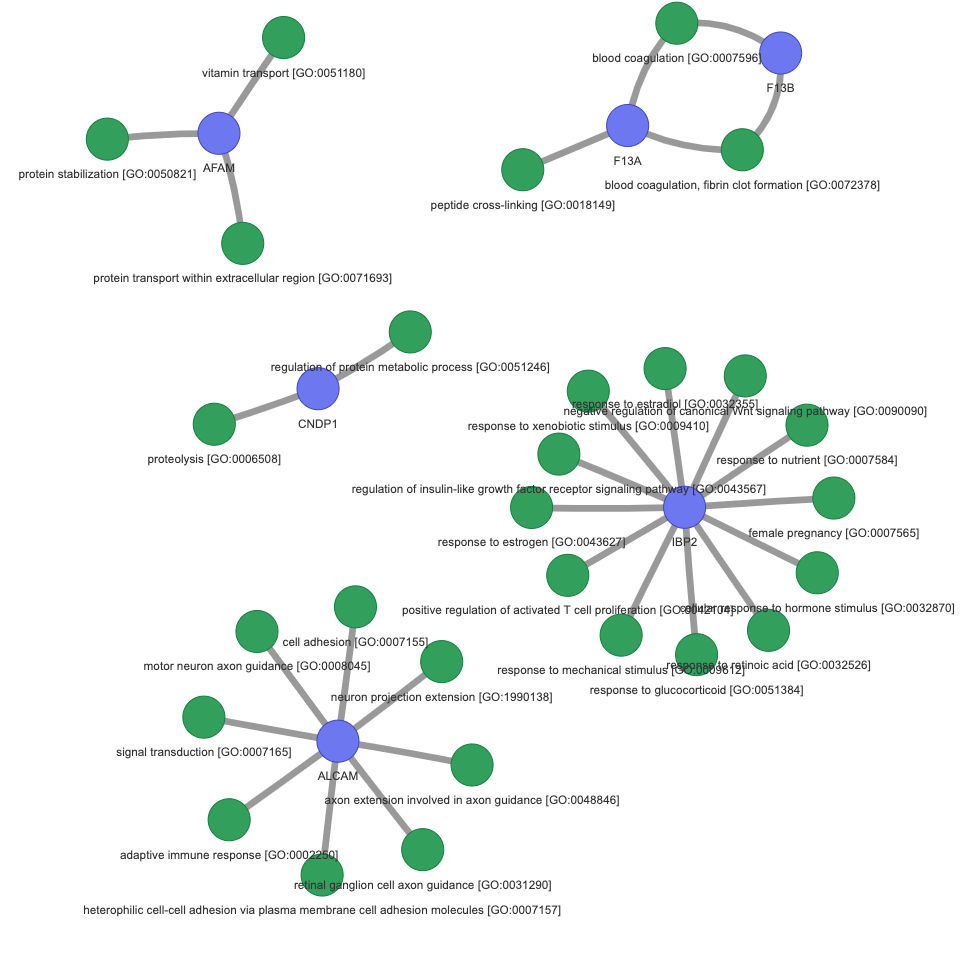 vitamin transport [GO:0051180]
AFAM
protein stabilization [GO:0050821]
protein transport within extracellular region [GO:0071693]
blood coagulation [GO:0007596]
F13B
F13A
blood coagulation, fibrin clot formation [GO:0072378]
peptide cross-linking [GO:0018149]
regulation of protein metabolic process [GO:0051246]
CNDP1
proteolysis [GO:0006508]
response to estradiol [GO:0032355]
negative regulation of canonical Wnt signaling pathway [GO:0090090]
response to xenobiotic stimulus [GO:0009410]
response to nutrient [GO:0007584]
regulation of insulin-like growth factor receptor signaling pathway [GO:0043567]
female pregnancy [GO:0007565]
response to estrogen [GO:0043627]
IBP2
positive regulation of activated T cell proliferation [GO:0042104]
cellular response to hormone stimulus [GO:0032870]
response to retinoic acid [GO:0032526]
response to mechanical stimulus [GO:0009612]
response to glucocorticoid [GO:0051384]
cell adhesion [GO:0007155]
motor neuron axon guidance [GO:0008045]
neuron projection extension [GO:1990138]
signal transduction [GO:0007165]
ALCAM
axon extension involved in axon guidance [GO:0048846]
adaptive immune response [GO:0002250]
retinal ganglion cell axon guidance [GO:0031290]
heterophilic cell-cell adhesion via plasma membrane cell adhesion molecules [GO:0007157]